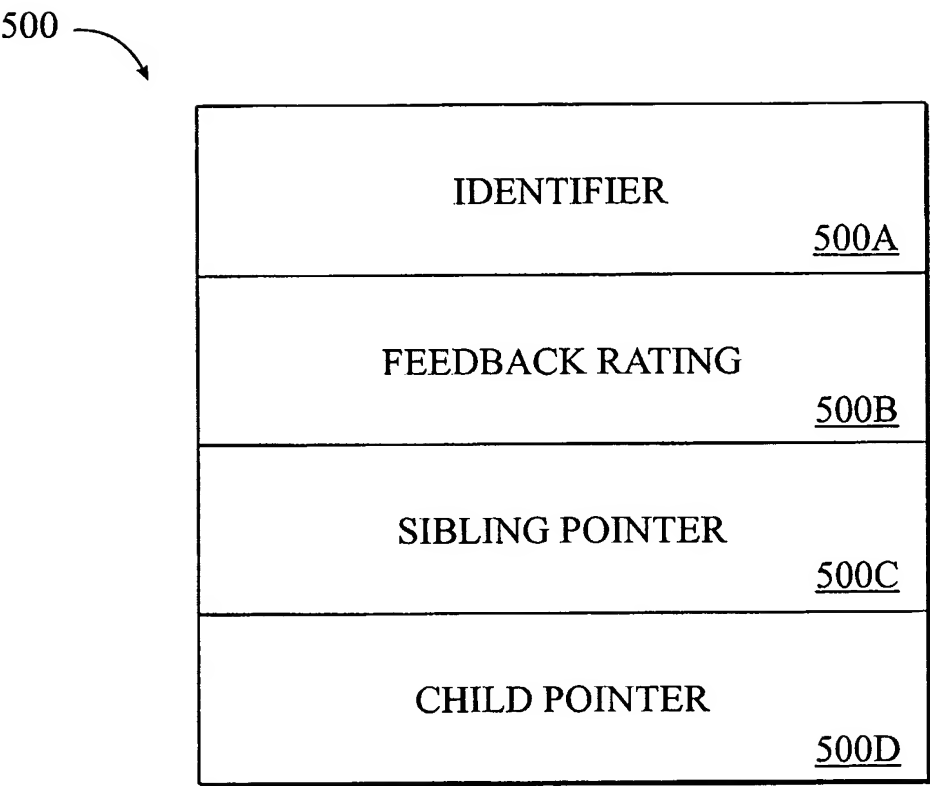 500
IDENTIFIER
500A
FEEDBACK RATING
500B
SIBLING POINTER
500C
CHILD POINTER
500D